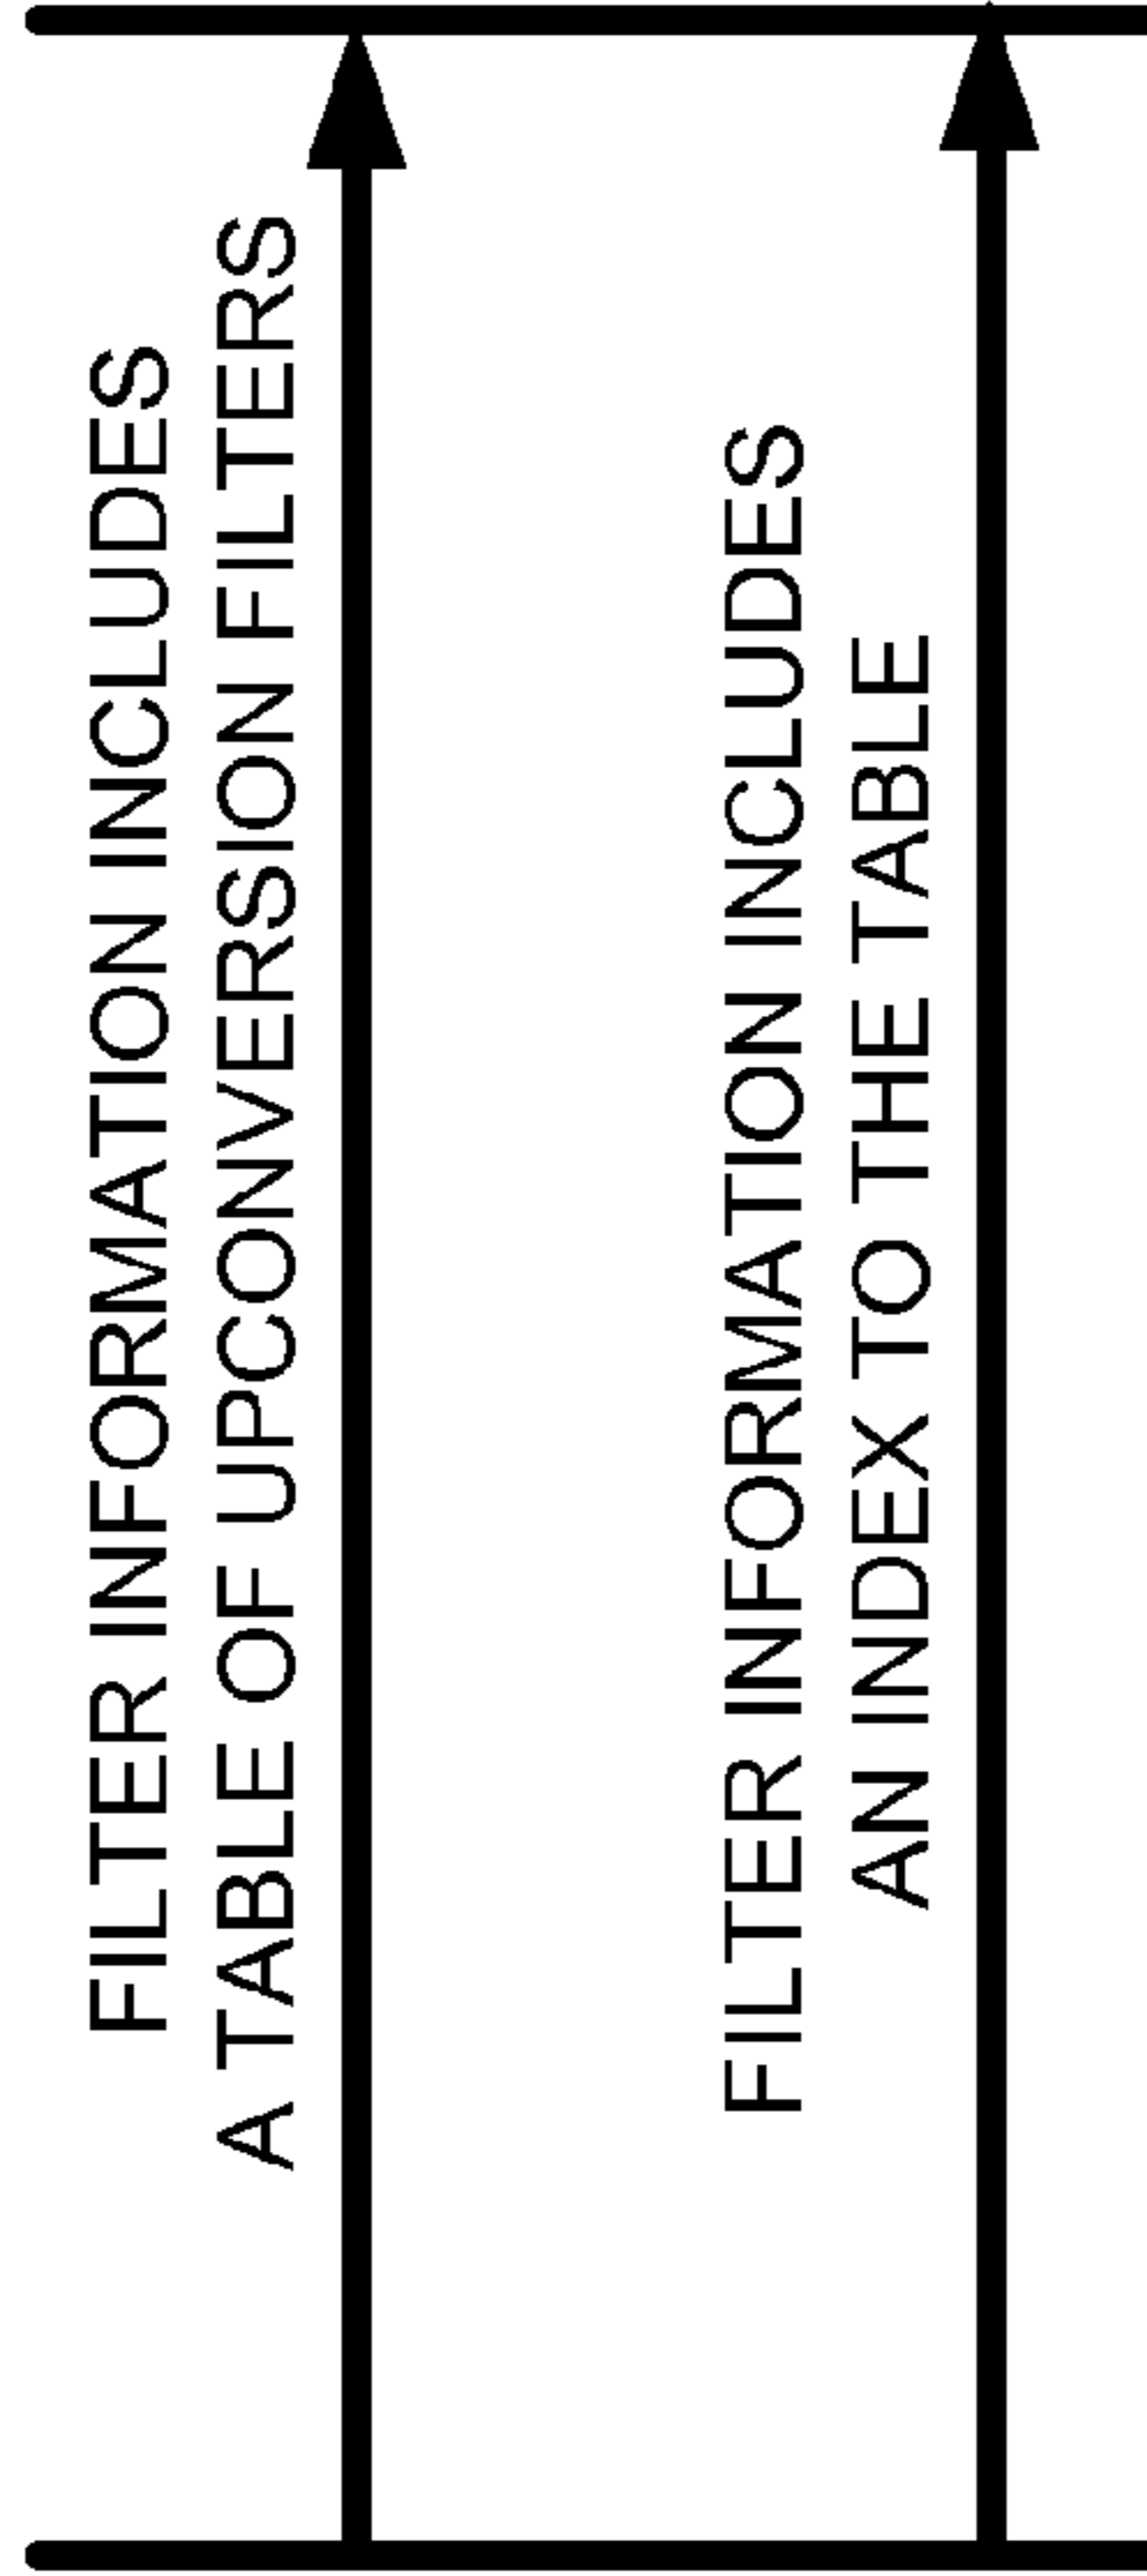 FILTER INFORMATION INCLUDES
A TABLE OF UPCONVERSION FILTERS
FILTER INFORMATION INCLUDES
AN INDEX TO THE TABLE